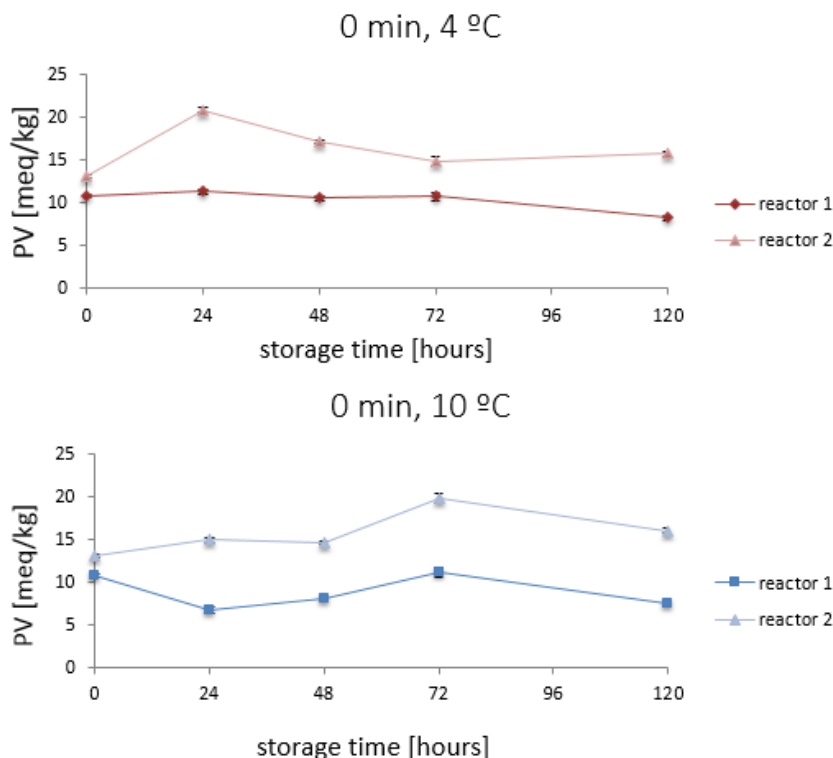 0 min, 4 ºC
PV [meq/kg]
25
20
15
10
5
0
0 24 48 72 96 120
storage time [hours]
reactor 1
reactor 2
0 min, 10 ºC
PV [meq/kg]
25
20
15
10
5
0
0 24 48 72 96 120
storage time [hours]
reactor 1
reactor 2